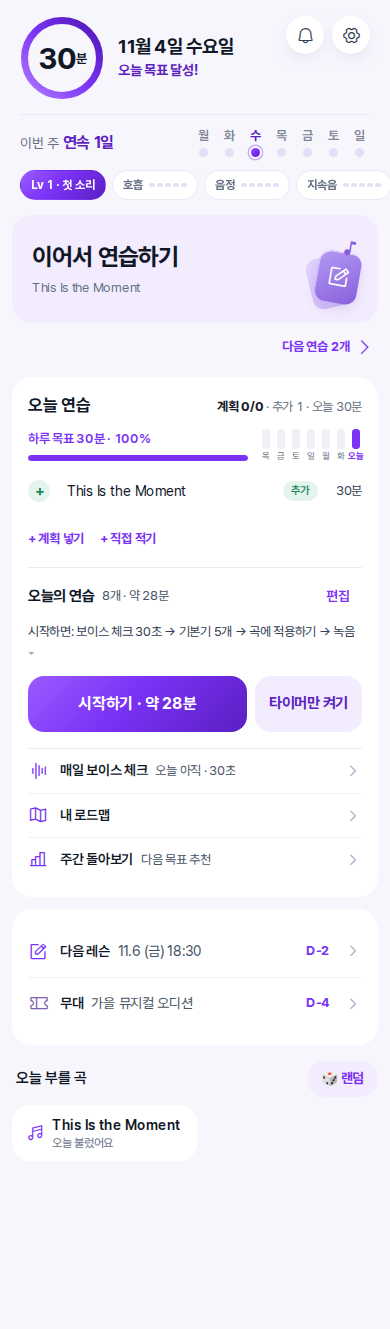 30분
11월 4일 수요일
오늘 목표 달성!
이번 주 연속 1일
월 화 수 목 금 토 일
Lv 1 · 첫 소리 호흡 음정 지속음
이어서 연습하기
This Is the Moment
다음 연습 2개
오늘 연습
계획 0/0 · 추가 1 · 오늘 30분
하루 목표 30분 · 100%
목 금 토 일 월 화 오늘
+ This Is the Moment 추가 30분
+ 계획 넣기 + 직접 적기
오늘의 연습 8개 · 약 28분 편집
시작하면: 보이스 체크 30초 → 기본기 5개 → 곡에 적용하기 → 녹음
시작하기 · 약 28분 타이머만 켜기
매일 보이스 체크 오늘 아직 · 30초
내 로드맵
주간 돌아보기 다음 목표 추천
다음 레슨 11.6 (금) 18:30 D-2
무대 가을 뮤지컬 오디션 D-4
오늘 부를 곡
🎲 랜덤
This Is the Moment
오늘 불렀어요